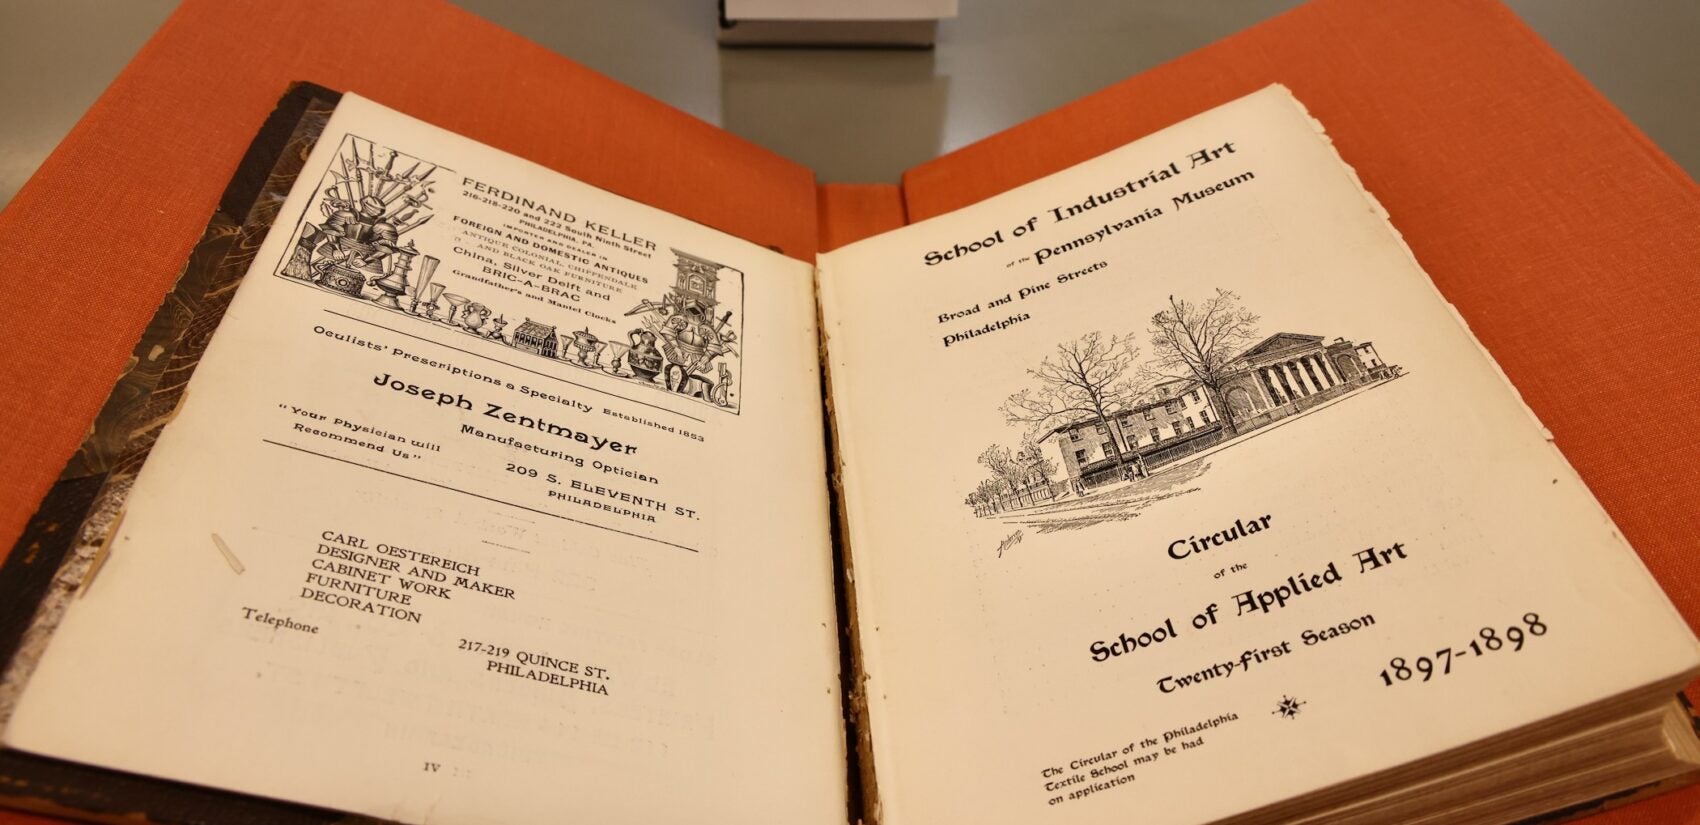 FERDINAND KELLER
216-218-220 and 222 South Ninth Street
PHILADELPHIA, PA.
IMPORTER AND DEALER IN
FOREIGN AND DOMESTIC ANTIQUES
ANTIQUE COLONIAL, CHIPPENDALE
AND BLACK OAK FURNITURE
China, Silver Delft and
BRIC-A-BRAC
Grandfather's and Mantel Clocks
Oculists' Prescriptions a Specialty Established 1853
Joseph Zentmayer
Manufacturing Optician
"Your Physician will
Recommend Us"
209 S. ELEVENTH ST.
PHILADELPHIA
CARL OESTEREICH
DESIGNER AND MAKER
CABINET WORK
FURNITURE
DECORATION
Telephone
217-219 QUINCE ST.
PHILADELPHIA
IV
School of Industrial Art
of the Pennsylvania Museum
Broad and Pine Streets
Philadelphia
Circular
of the
School of Applied Art
Twenty-first Season
1897-1898
The Circular of the Philadelphia
Textile School may be had
on application